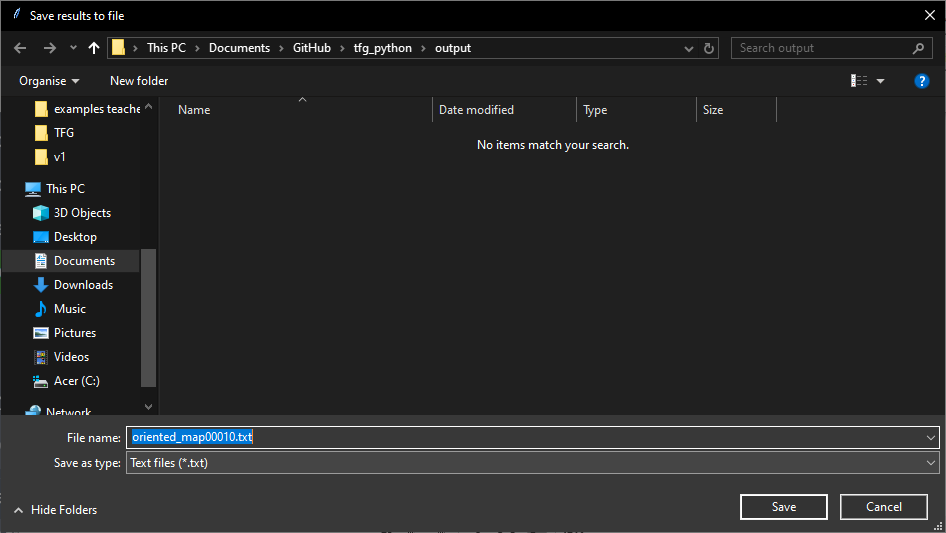 Save results to file
This PC > Documents > GitHub > tfg_python > output
Search output
Organise
New folder
Name
Date modified
Type
Size
No items match your search.
examples teache
TFG
v1
This PC
3D Objects
Desktop
Documents
Downloads
Music
Pictures
Videos
Acer (C:)
Network
File name: oriented_map00010.txt
Save as type: Text files (*.txt)
Hide Folders
Save
Cancel